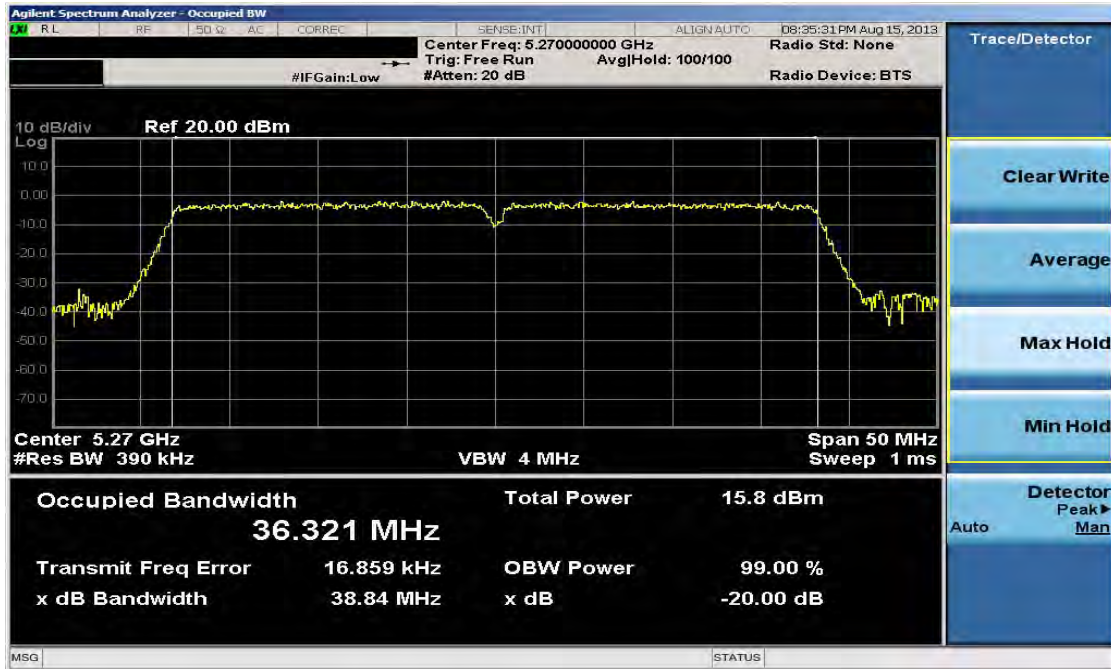 Agilent Spectrum Analyzer - Occupied BW
LXI RL RF 50 Ω AC CORREC SENSE:INT ALIGN AUTO 08:35:31 PM Aug 15, 2013
Center Freq: 5.270000000 GHz Radio Std: None
Trig: Free Run Avg|Hold: 100/100
#IFGain:Low #Atten: 20 dB Radio Device: BTS
10 dB/div Ref 20.00 dBm
Log
10.0
0.00
-10.0
-20.0
-30.0
-40.0
-50.0
-60.0
-70.0
Center 5.27 GHz Span 50 MHz
#Res BW 390 kHz VBW 4 MHz Sweep 1 ms
Occupied Bandwidth Total Power 15.8 dBm
36.321 MHz
Transmit Freq Error 16.859 kHz OBW Power 99.00 %
x dB Bandwidth 38.84 MHz x dB -20.00 dB
MSG STATUS
Trace/Detector
Clear Write
Average
Max Hold
Min Hold
Detector
Peak▶
Auto Man